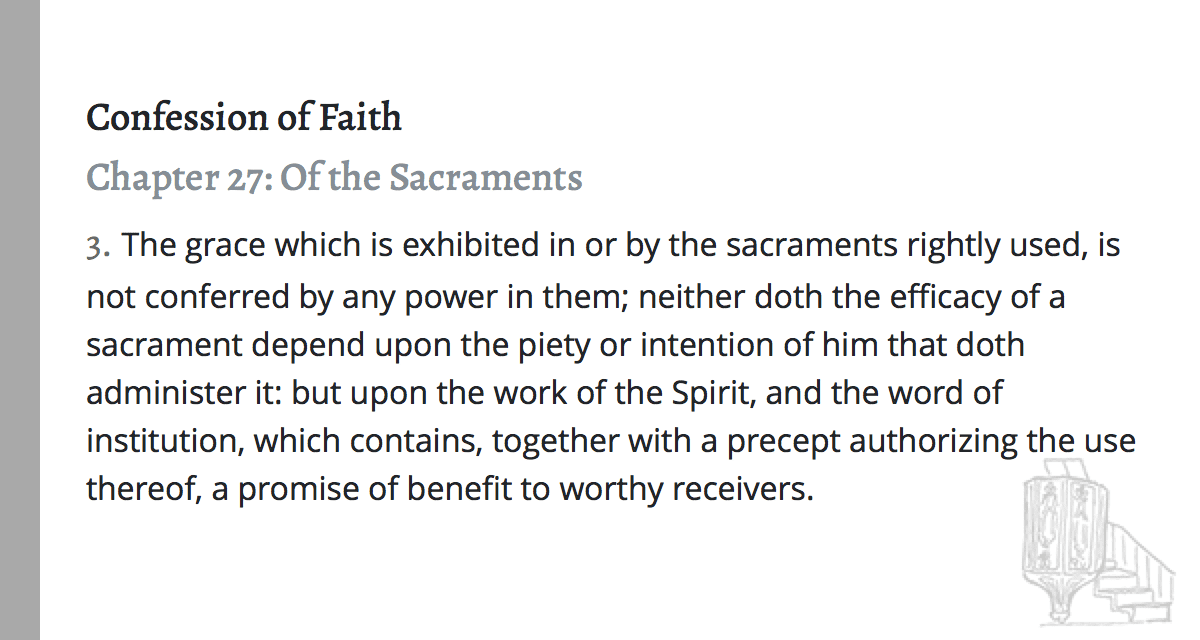 Confession of Faith
Chapter 27: Of the Sacraments
3. The grace which is exhibited in or by the sacraments rightly used, is
not conferred by any power in them; neither doth the efficacy of a
sacrament depend upon the piety or intention of him that doth
administer it: but upon the work of the Spirit, and the word of
institution, which contains, together with a precept authorizing the use
thereof, a promise of benefit to worthy receivers.